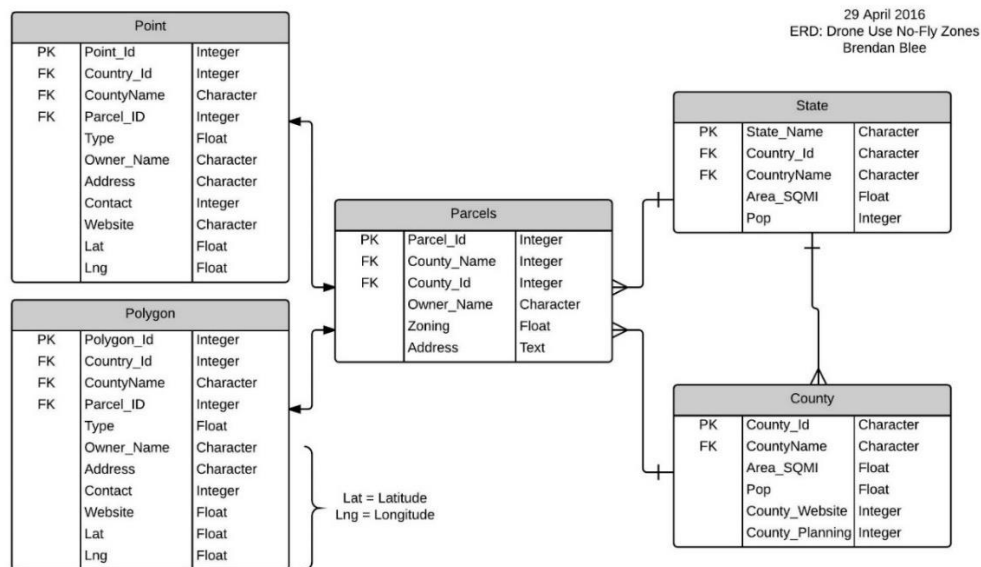 29 April 2016
ERD: Drone Use No-Fly Zones
Brendan Blee
Point
PK Point_Id Integer
FK Country_Id Integer
FK CountyName Character
FK Parcel_ID Integer
Type Float
Owner_Name Character
Address Character
Contact Integer
Website Character
Lat Float
Lng Float
Polygon
PK Polygon_Id Integer
FK Country_Id Integer
FK CountyName Character
FK Parcel_ID Integer
Type Float
Owner_Name Character
Address Character
Contact Integer
Website Float
Lat Float
Lng Float
Lat = Latitude
Lng = Longitude
Parcels
PK Parcel_Id Integer
FK County_Name Integer
FK County_Id Integer
Owner_Name Character
Zoning Float
Address Text
State
PK State_Name Character
FK Country_Id Character
FK CountryName Character
Area_SQMI Float
Pop Integer
County
PK County_Id Character
FK CountyName Character
Area_SQMI Float
Pop Float
County_Website Integer
County_Planning Integer